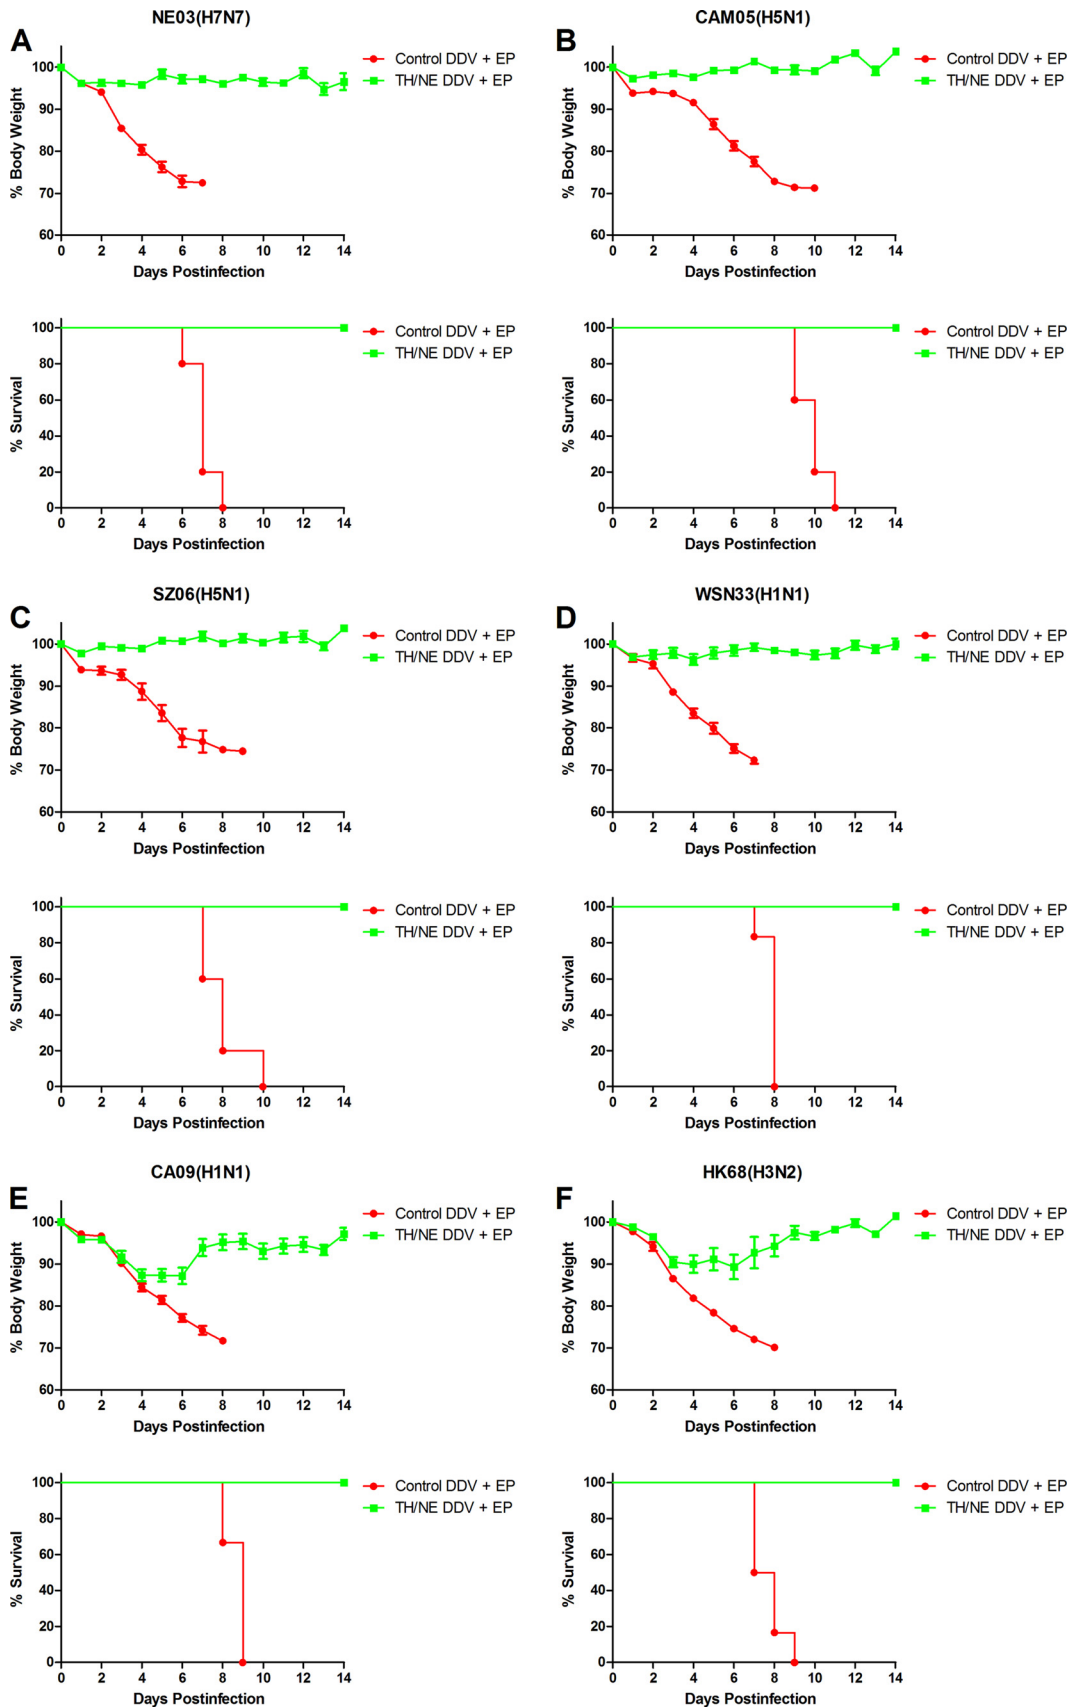 NE03(H7N7)
A
100
90
80
70
60
% Body Weight
0 2 4 6 8 10 12 14
Days Postinfection
Control DDV + EP
TH/NE DDV + EP
100
80
60
40
20
0
% Survival
0 2 4 6 8 10 12 14
Days Postinfection
Control DDV + EP
TH/NE DDV + EP
CAM05(H5N1)
B
100
90
80
70
60
% Body Weight
0 2 4 6 8 10 12 14
Days Postinfection
Control DDV + EP
TH/NE DDV + EP
100
80
60
40
20
0
% Survival
0 2 4 6 8 10 12 14
Days Postinfection
Control DDV + EP
TH/NE DDV + EP
SZ06(H5N1)
C
100
90
80
70
60
% Body Weight
0 2 4 6 8 10 12 14
Days Postinfection
Control DDV + EP
TH/NE DDV + EP
100
80
60
40
20
0
% Survival
0 2 4 6 8 10 12 14
Days Postinfection
Control DDV + EP
TH/NE DDV + EP
WSN33(H1N1)
D
100
90
80
70
60
% Body Weight
0 2 4 6 8 10 12 14
Days Postinfection
Control DDV + EP
TH/NE DDV + EP
100
80
60
40
20
0
% Survival
0 2 4 6 8 10 12 14
Days Postinfection
Control DDV + EP
TH/NE DDV + EP
CA09(H1N1)
E
100
90
80
70
60
% Body Weight
0 2 4 6 8 10 12 14
Days Postinfection
Control DDV + EP
TH/NE DDV + EP
100
80
60
40
20
0
% Survival
0 2 4 6 8 10 12 14
Days Postinfection
Control DDV + EP
TH/NE DDV + EP
HK68(H3N2)
F
100
90
80
70
60
% Body Weight
0 2 4 6 8 10 12 14
Days Postinfection
Control DDV + EP
TH/NE DDV + EP
100
80
60
40
20
0
% Survival
0 2 4 6 8 10 12 14
Days Postinfection
Control DDV + EP
TH/NE DDV + EP